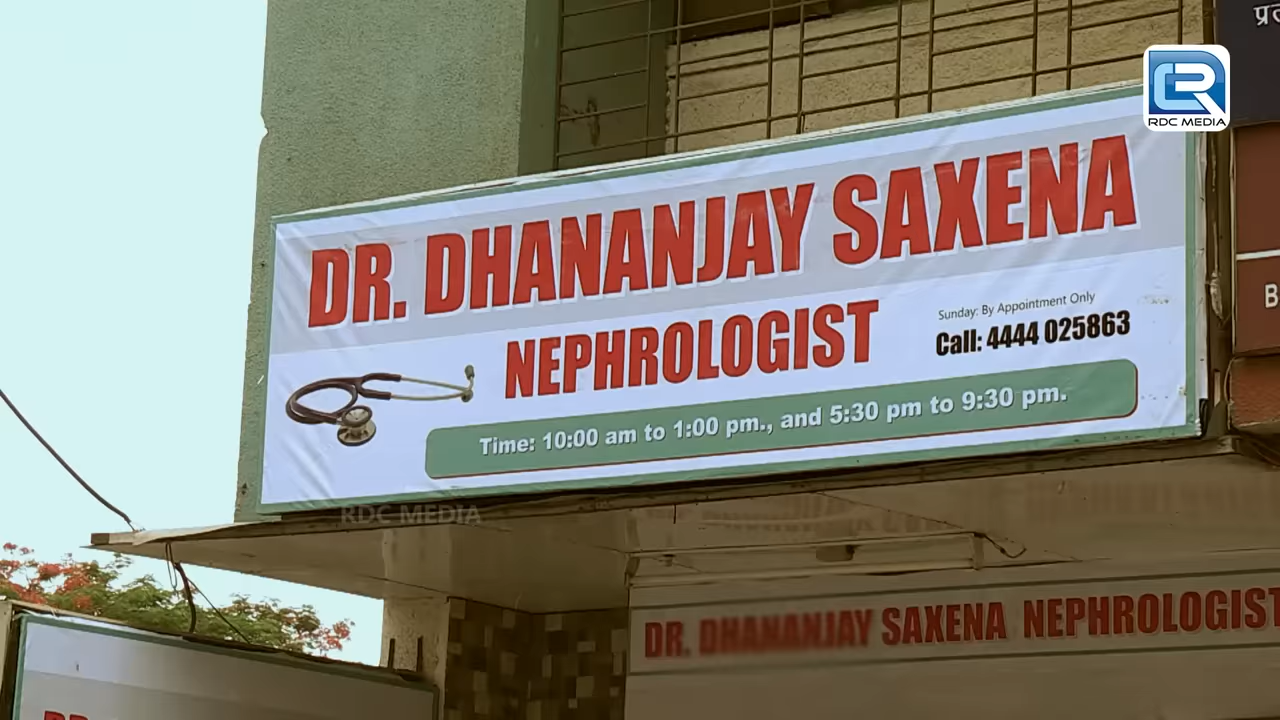 RDC MEDIA
DR. DHANANJAY SAXENA
NEPHROLOGIST
Sunday: By Appointment Only
Call: 4444 025863
Time: 10:00 am to 1:00 pm., and 5:30 pm to 9:30 pm.
RDC MEDIA
DR. DHANANJAY SAXENA NEPHROLOGIST